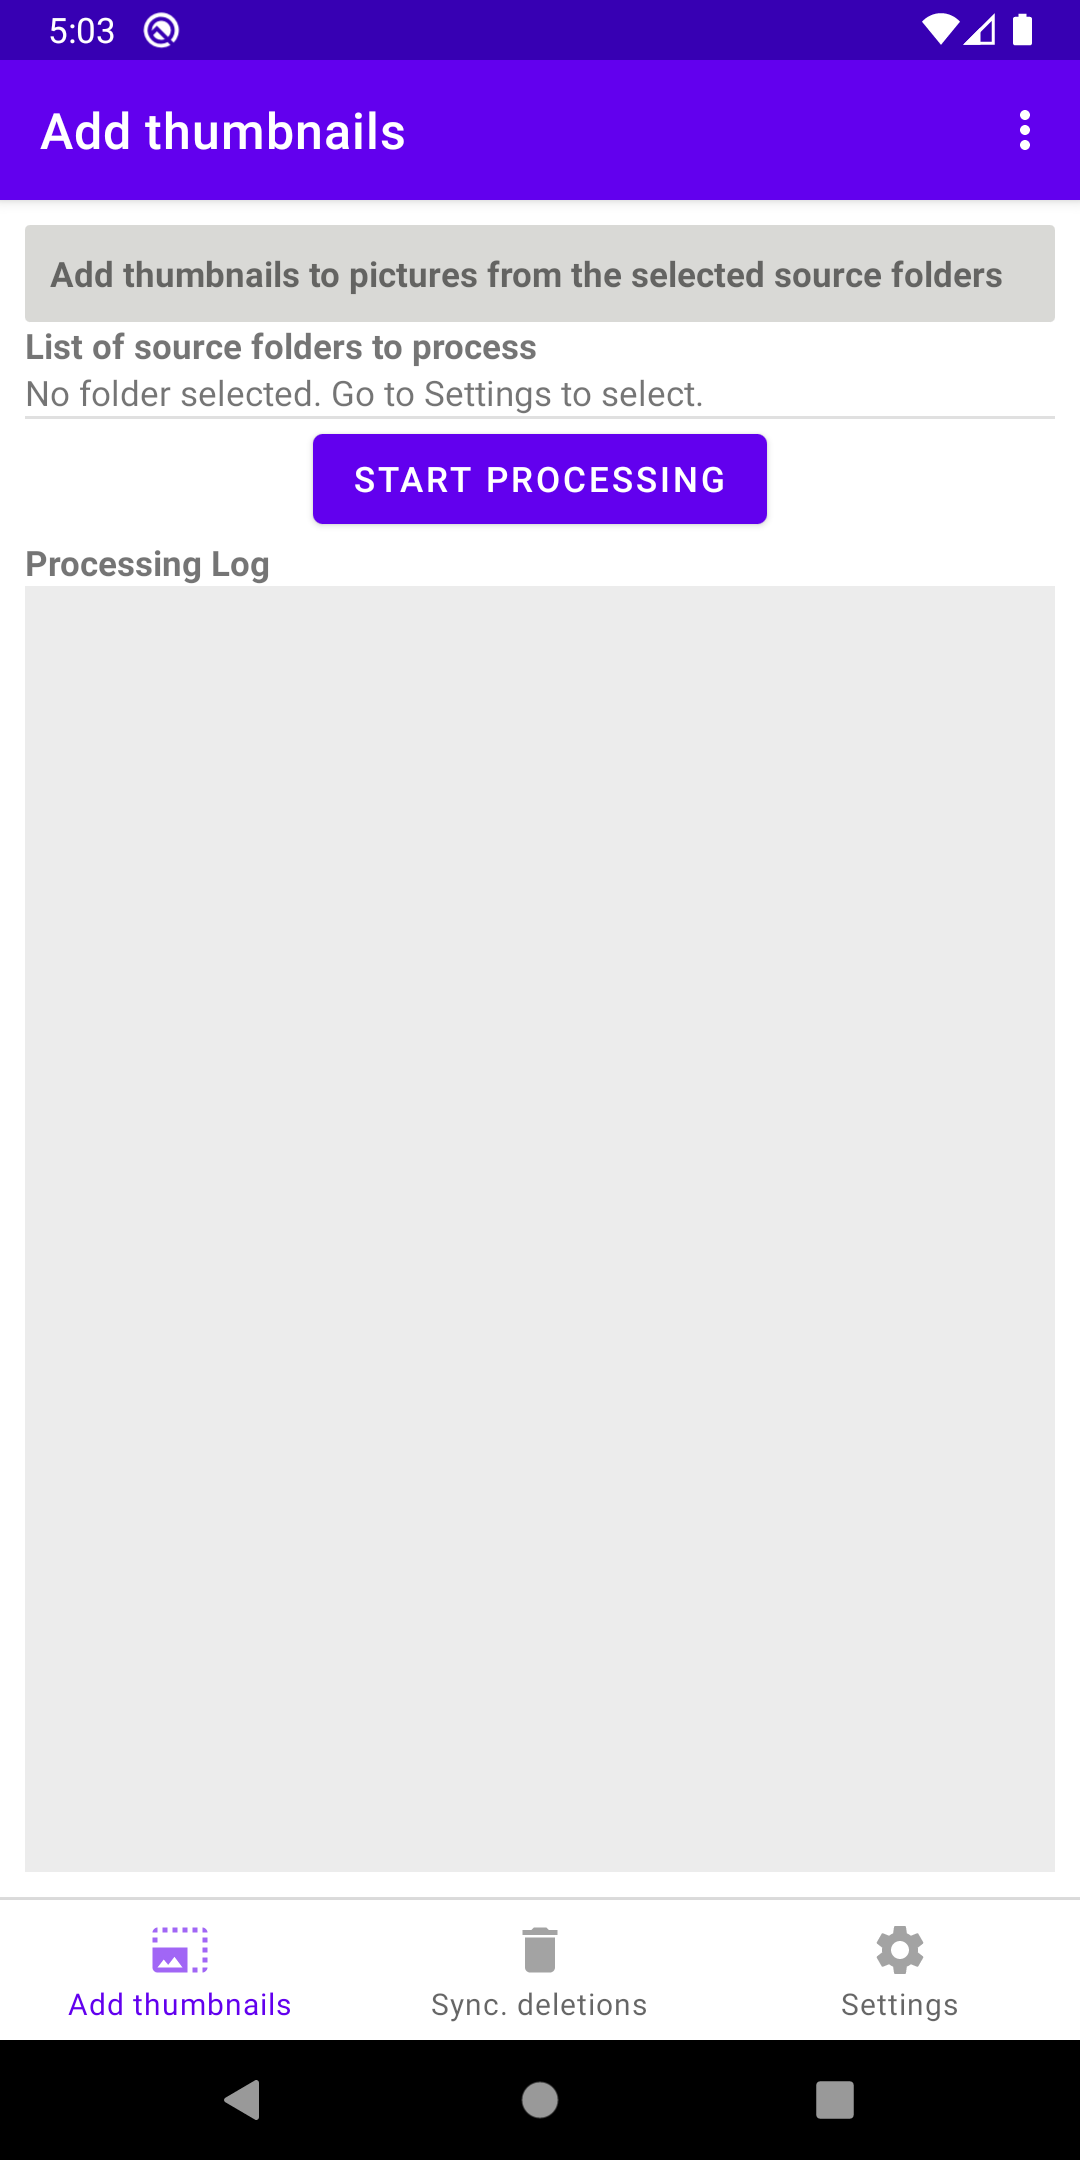 5:03
Add thumbnails
Add thumbnails to pictures from the selected source folders
List of source folders to process
No folder selected. Go to Settings to select.
START PROCESSING
Processing Log
Add thumbnails
Sync. deletions
Settings